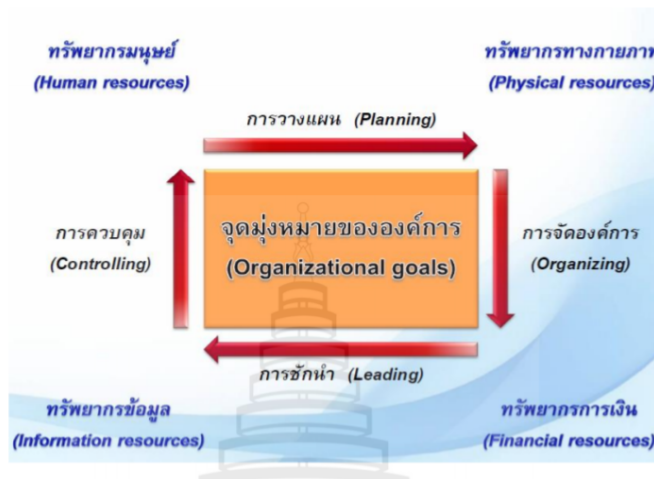 ทรัพยากรมนุษย์
(Human resources)
ทรัพยากรทางกายภาพ
(Physical resources)
การวางแผน (Planning)
การควบคุม
(Controlling)
จุดมุ่งหมายขององค์การ
(Organizational goals)
การจัดองค์การ
(Organizing)
การชักนำ (Leading)
ทรัพยากรข้อมูล
(Information resources)
ทรัพยากรการเงิน
(Financial resources)